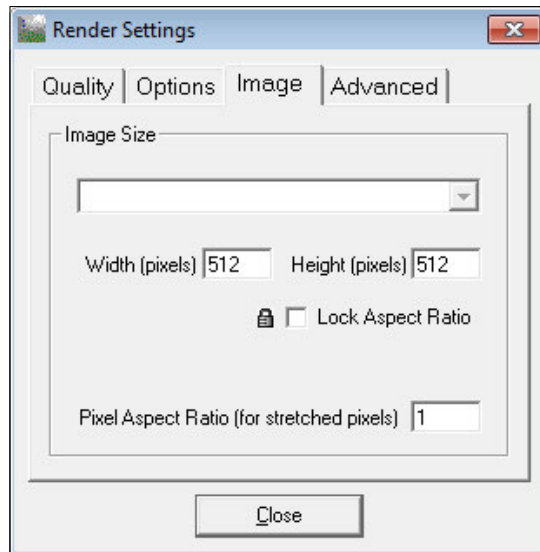 Render Settings
Quality Options Image Advanced
Image Size
Width (pixels) 512 Height (pixels) 512
Lock Aspect Ratio
Pixel Aspect Ratio (for stretched pixels) 1
Close